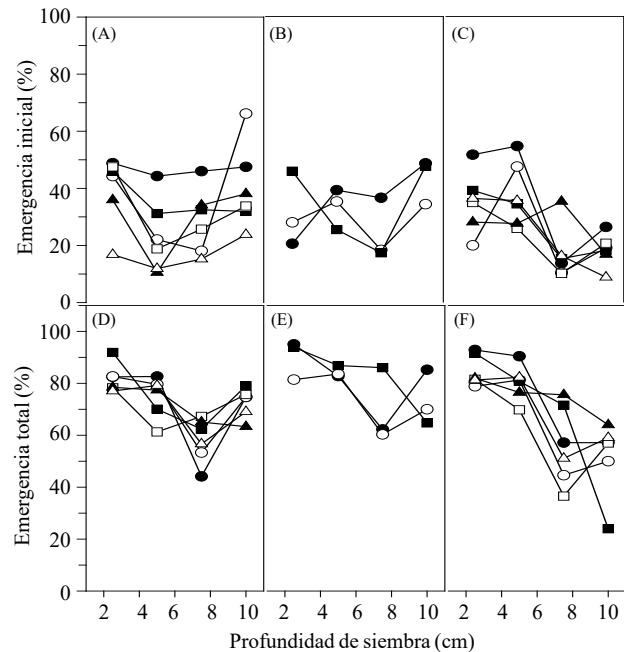 Emergencia inicial (%)
100
80
60
40
20
0
(A)
(B)
(C)
Emergencia total (%)
100
80
60
40
20
0
(D)
(E)
(F)
2 4 6 8 10
2 4 6 8 10
2 4 6 8 10
Profundidad de siembra (cm)